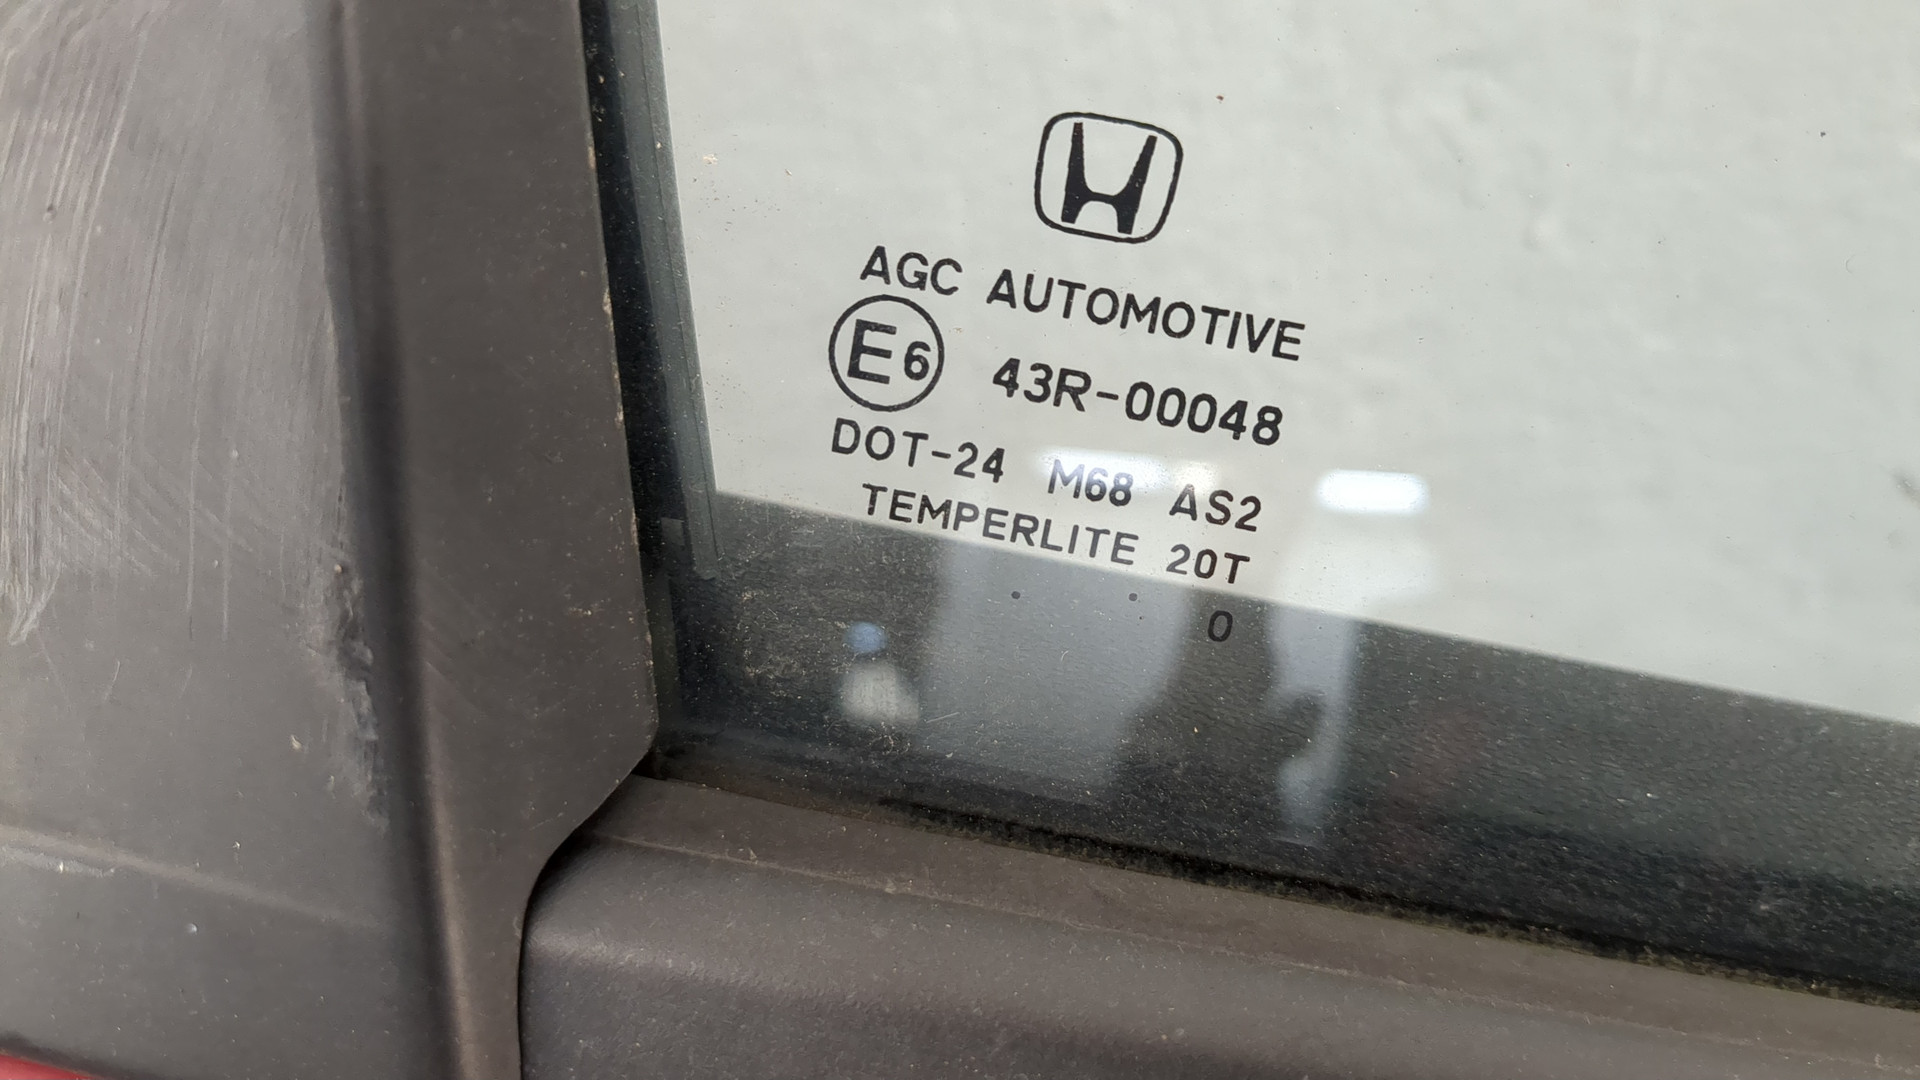 AGC AUTOMOTIVE
E6 43R-00048
DOT-24 M68 AS2
TEMPERLITE 20T
. . 0